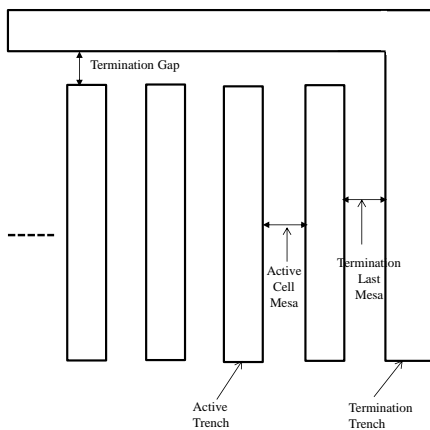 Termination Gap
Active
Cell
Mesa
Termination
Last
Mesa
Active
Trench
Termination
Trench